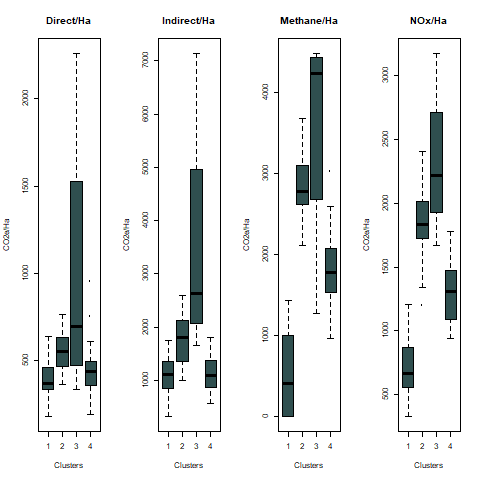 Direct/Ha
Indirect/Ha
Methane/Ha
NOx/Ha
CO2e/Ha
500
1000
1500
2000
1 2 3 4
Clusters
CO2e/Ha
1000
2000
3000
4000
5000
6000
7000
1 2 3 4
Clusters
CO2e/Ha
0
1000
2000
3000
4000
1 2 3 4
Clusters
CO2e/Ha
500
1000
1500
2000
2500
3000
1 2 3 4
Clusters